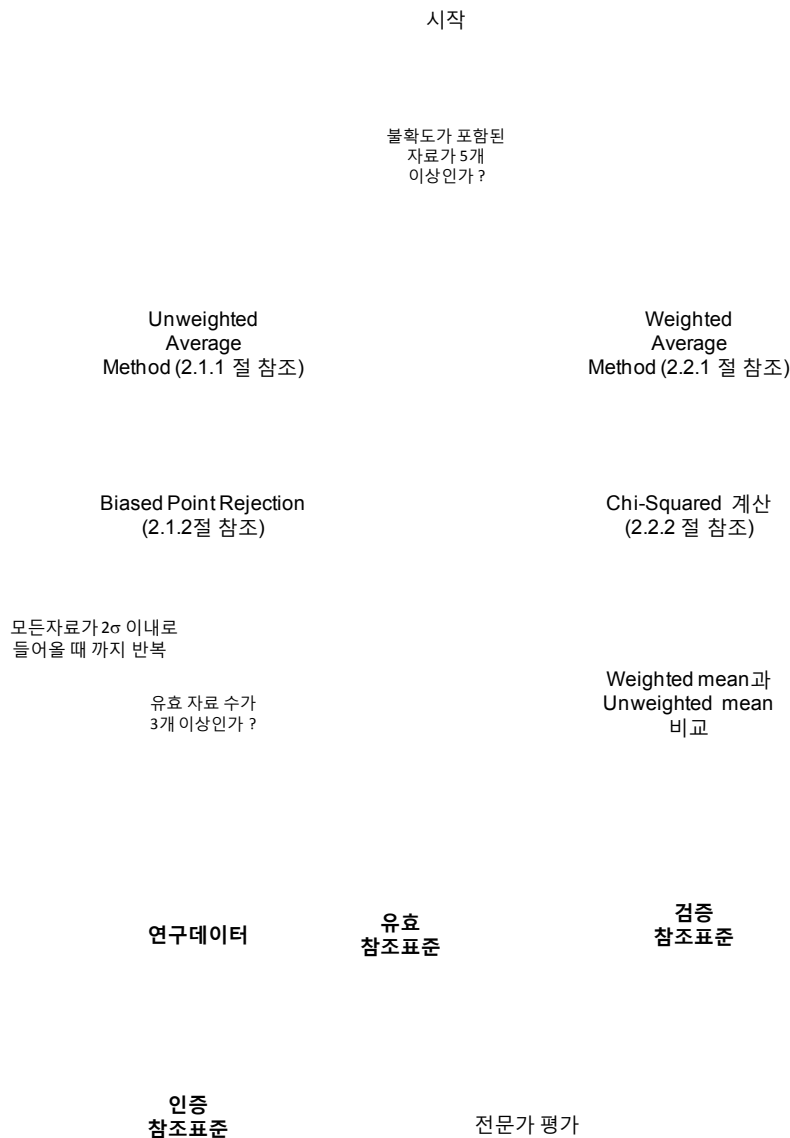 시작
불확도가 포함된
자료가 5개
이상인가 ?
Unweighted
Average
Method (2.1.1 절 참조)
Weighted
Average
Method (2.2.1 절 참조)
Biased Point Rejection
(2.1.2절 참조)
Chi-Squared 계산
(2.2.2 절 참조)
모든자료가 2σ 이내로
들어올 때 까지 반복
유효 자료 수가
3개 이상인가 ?
Weighted mean과
Unweighted mean
비교
연구데이터
유효
참조표준
검증
참조표준
인증
참조표준
전문가 평가